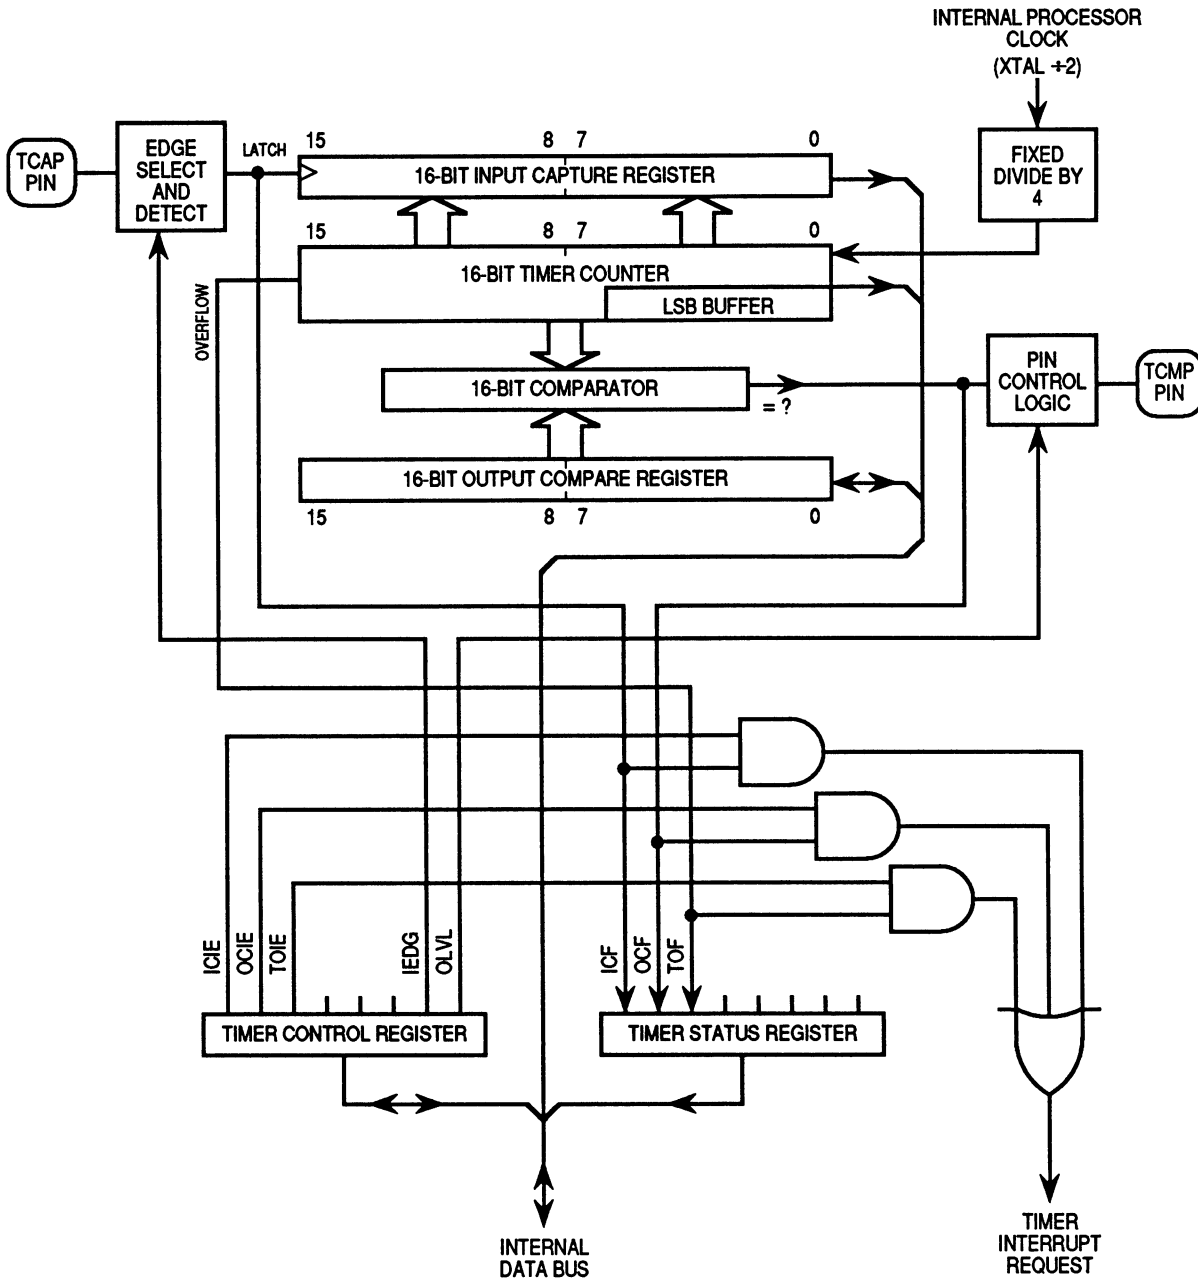 INTERNAL PROCESSOR
CLOCK
(XTAL ÷2)
TCAP
PIN
EDGE
SELECT
AND
DETECT
LATCH
15
8
7
0
16-BIT INPUT CAPTURE REGISTER
FIXED
DIVIDE BY
4
15
8
7
0
16-BIT TIMER COUNTER
LSB BUFFER
OVERFLOW
16-BIT COMPARATOR
= ?
PIN
CONTROL
LOGIC
TCMP
PIN
16-BIT OUTPUT COMPARE REGISTER
15
8
7
0
ICIE
OCIE
TOIE
IEDG
OLVL
ICF
OCF
TOF
TIMER CONTROL REGISTER
TIMER STATUS REGISTER
INTERNAL
DATA BUS
TIMER
INTERRUPT
REQUEST